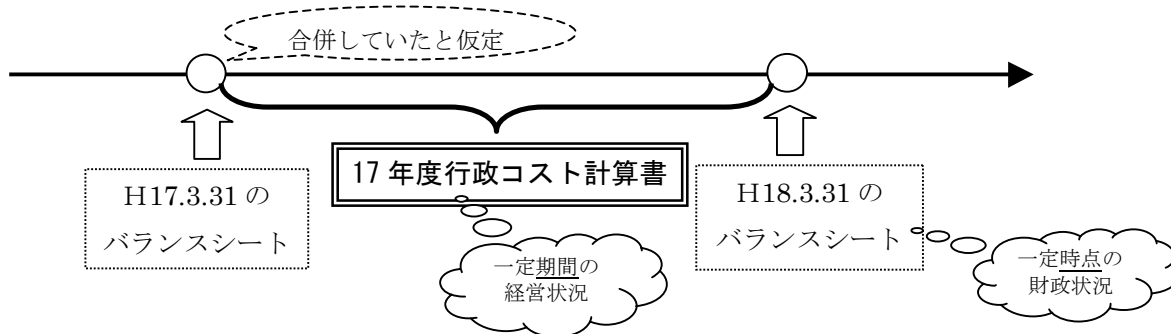 合併していたと仮定
17 年度行政コスト計算書
H17.3.31 の
バランスシート
H18.3.31 の
バランスシート
一定期間の
経営状況
一定時点の
財政状況